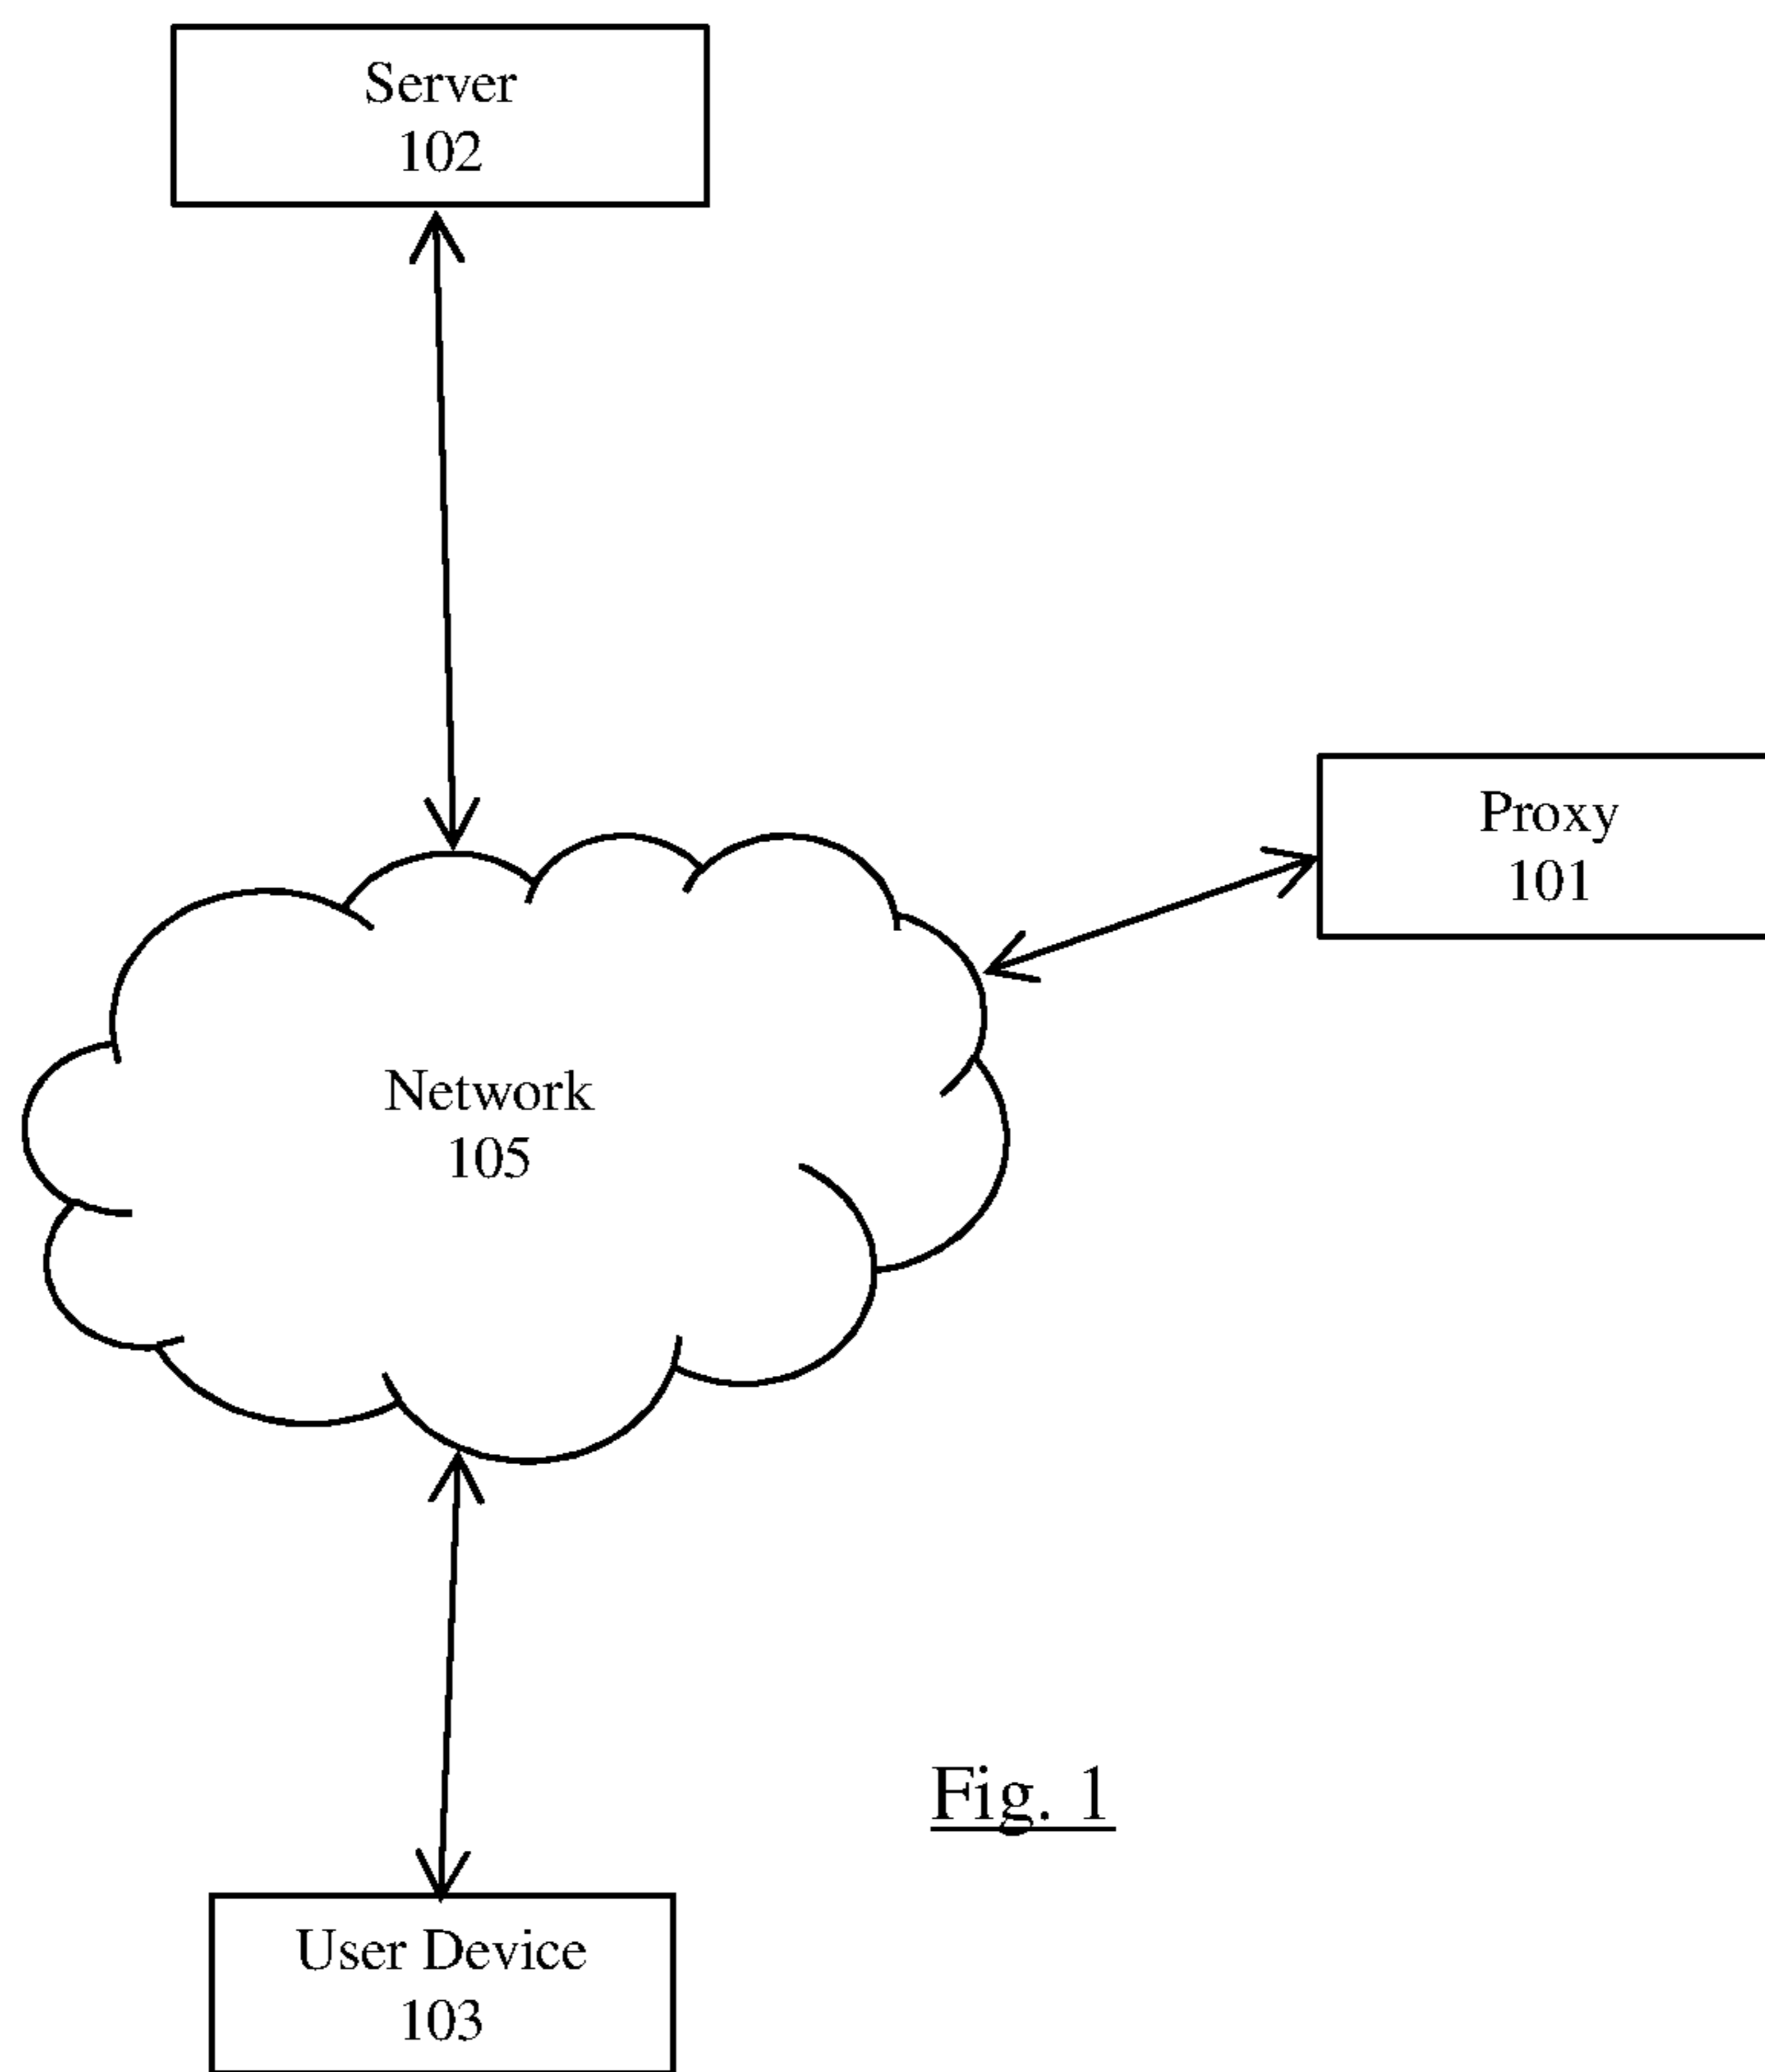 Server
102
Proxy
101
Network
105
Fig. 1
User Device
103